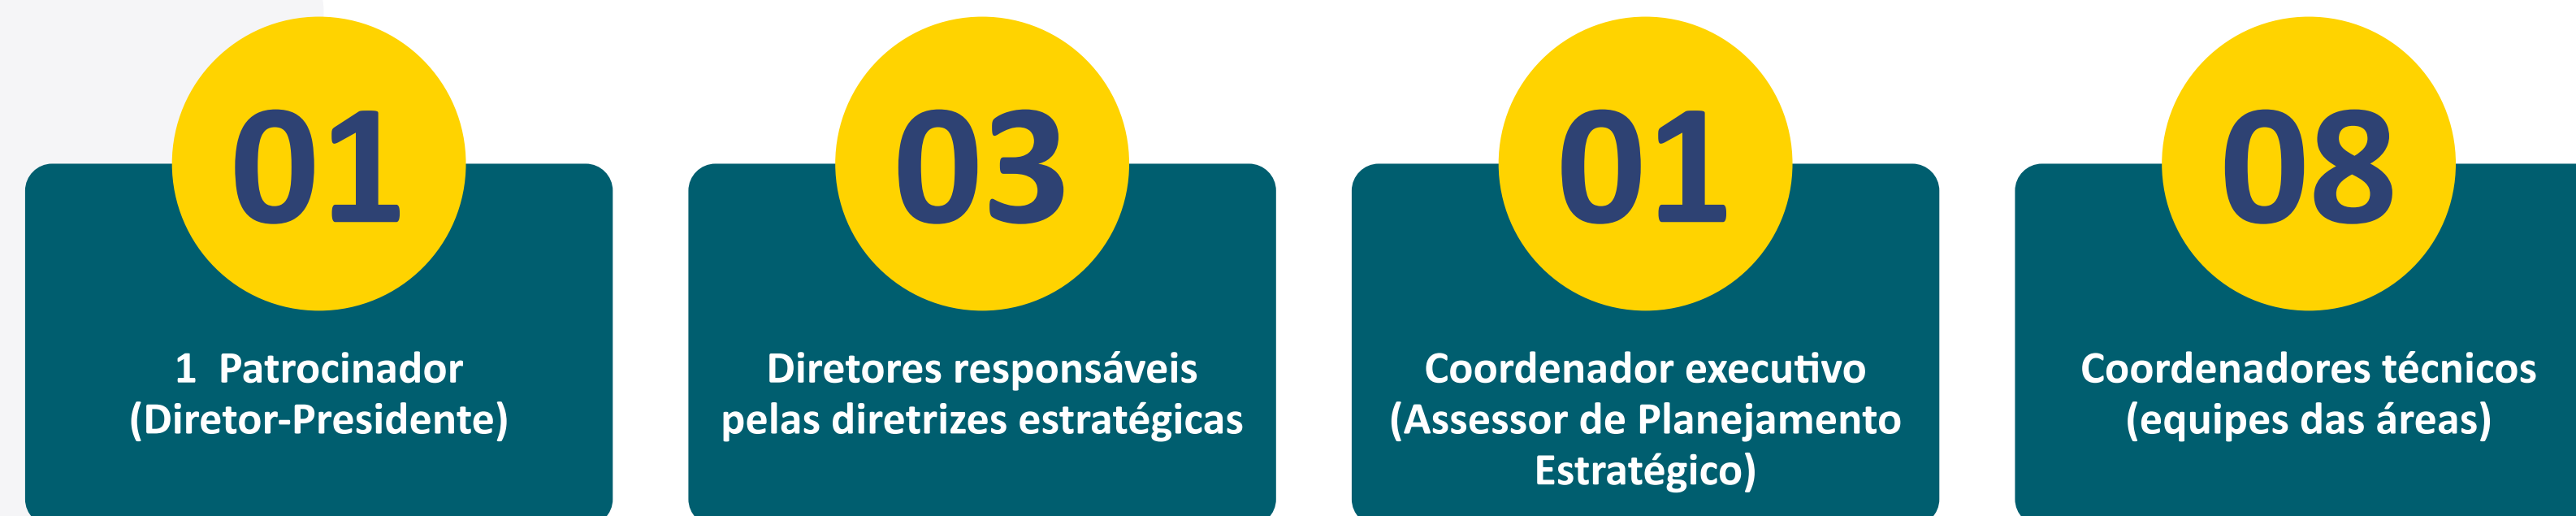 01
1 Patrocinador
(Diretor-Presidente)
03
Diretores responsáveis
pelas diretrizes estratégicas
01
Coordenador executivo
(Assessor de Planejamento
Estratégico)
08
Coordenadores técnicos
(equipes das áreas)